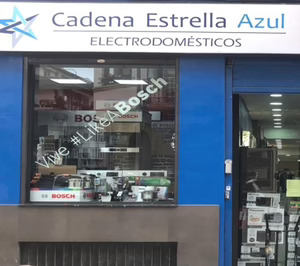 Cadena Estrella Azul
ELECTRODOMÉSTICOS
Vive #LikeABosch
BOSCH
BOSCH